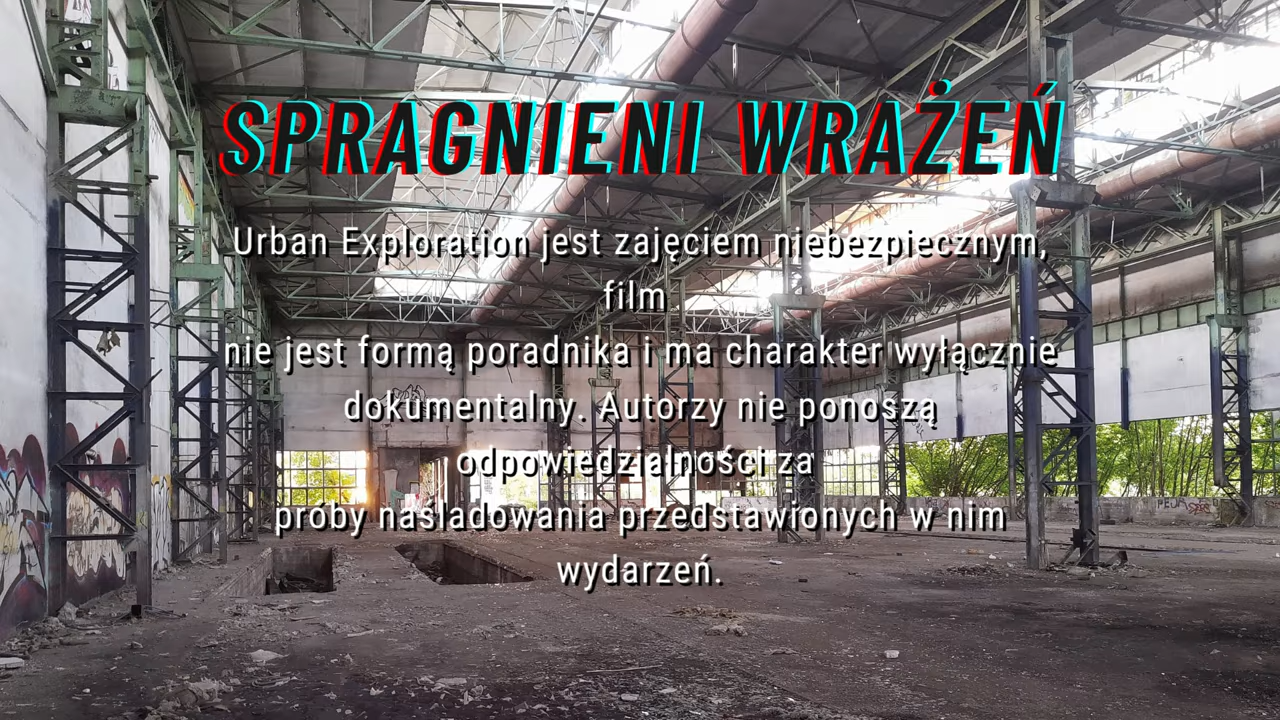 SPRAGNIENI WRAŻEŃ
Urban Exploration jest zajęciem niebezpiecznym,
film
nie jest formą poradnika i ma charakter wyłącznie
dokumentalny. Autorzy nie ponoszą
odpowiedzialności za
próby naśladowania przedstawionych w nim
wydarzeń.